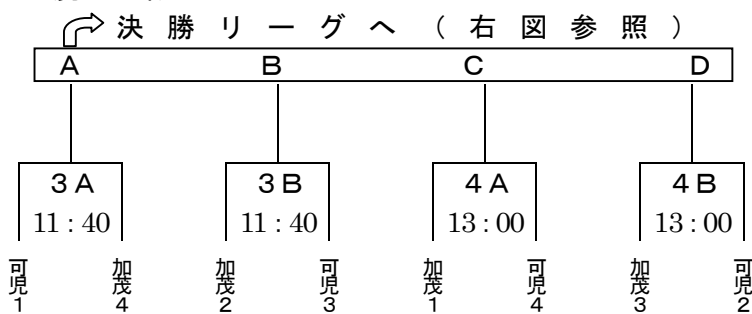 決勝リーグへ(右図参照)
A B C D
3A 3B 4A 4B
11:40 11:40 13:00 13:00
可児1 加茂4 加茂2 可児3 加茂1 可児4 加茂3 可児2